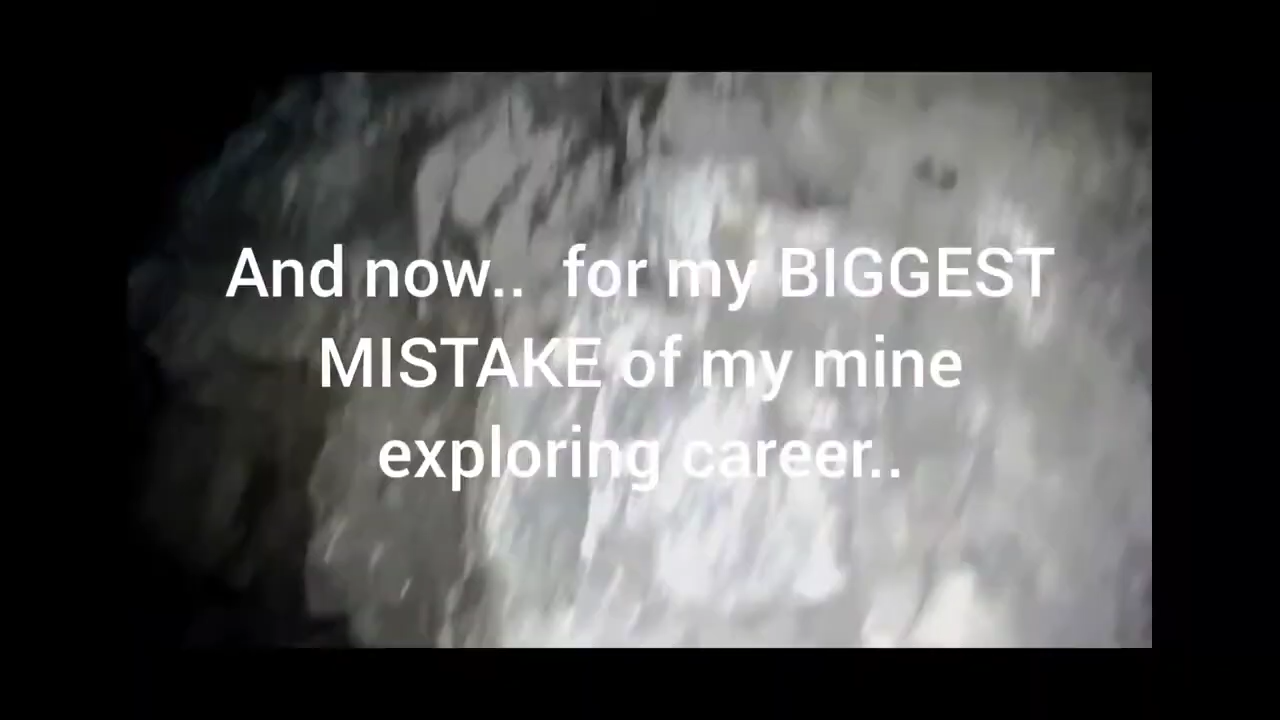 And now..  for my BIGGEST
MISTAKE of my mine
exploring career..